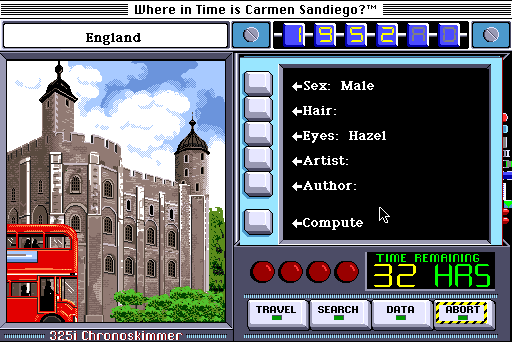 Where in Time is Carmen Sandiego?™
England
1952AD
←Sex: Male
←Hair:
←Eyes: Hazel
←Artist:
←Author:
←Compute
TIME REMAINING
32 HRS
TRAVEL
SEARCH
DATA
ABORT
325i Chronoskimmer